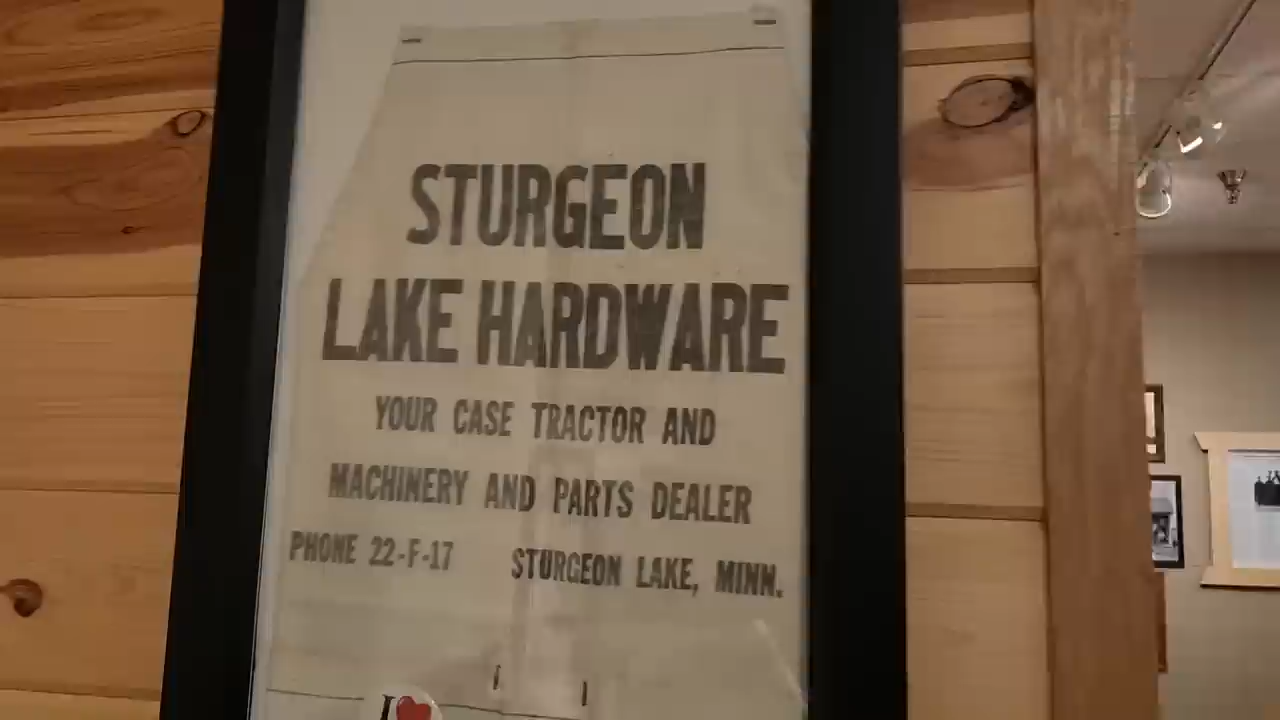 STURGEON
LAKE HARDWARE
YOUR CASE TRACTOR AND
MACHINERY AND PARTS DEALER
PHONE 22-F-17 STURGEON LAKE, MINN.
I